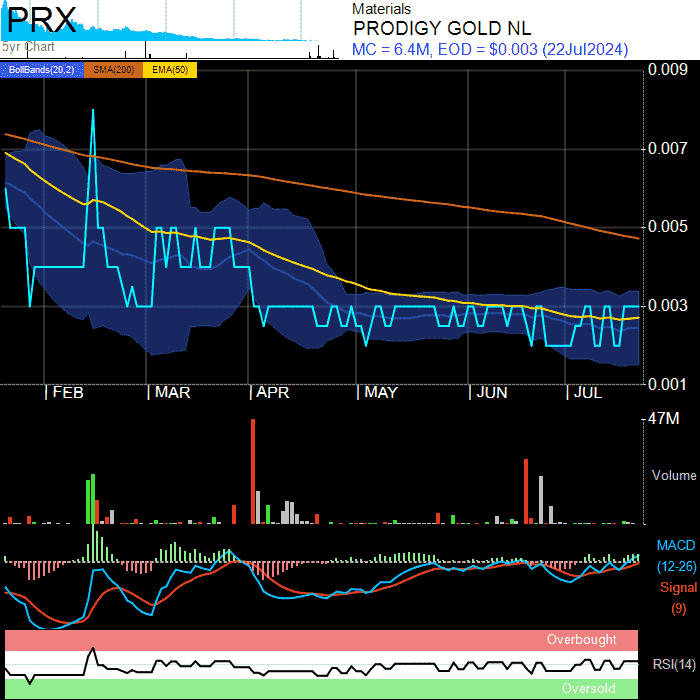 PRX
5yr Chart
Materials
PRODIGY GOLD NL
MC = 6.4M, EOD = $0.003 (22Jul2024)
BollBands(20,2) SMA(200) EMA(50)
0.009
0.007
0.005
0.003
0.001
FEB MAR APR MAY JUN JUL
47M
Volume
MACD
(12-26)
Signal
(9)
Overbought
RSI(14)
Oversold